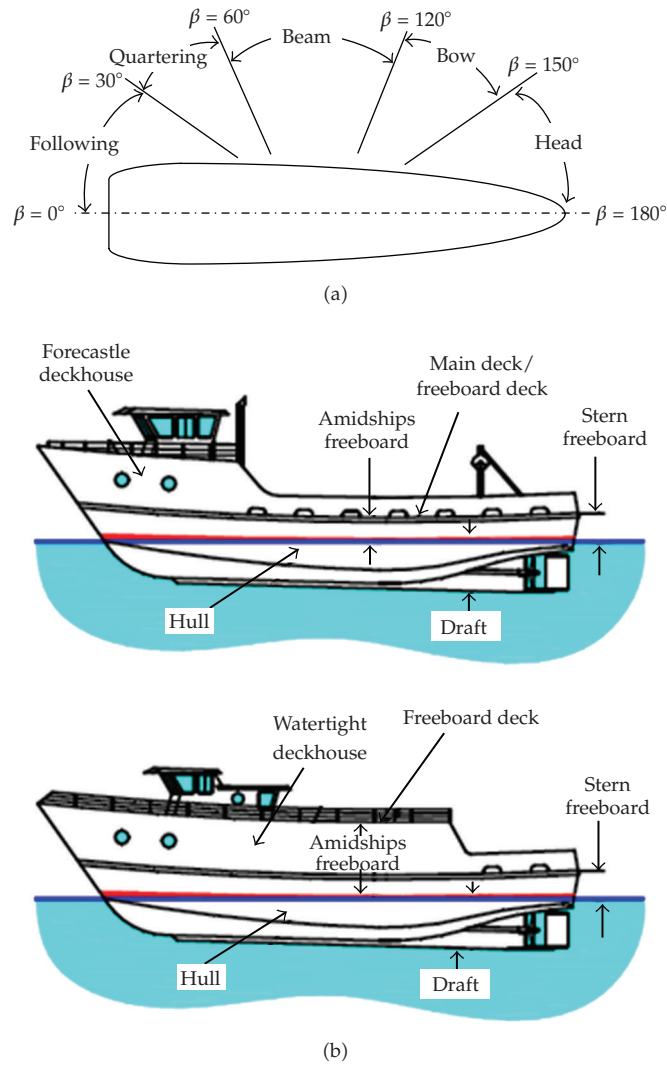 β = 60°
β = 120°
Beam
Quartering
Bow
β = 30°
β = 150°
Following
Head
β = 0°
β = 180°
(a)
Forecastle
deckhouse
Main deck/
freeboard deck
Amidships
freeboard
Stern
freeboard
Hull
Draft
Watertight
deckhouse
Freeboard deck
Amidships
freeboard
Stern
freeboard
Hull
Draft
(b)